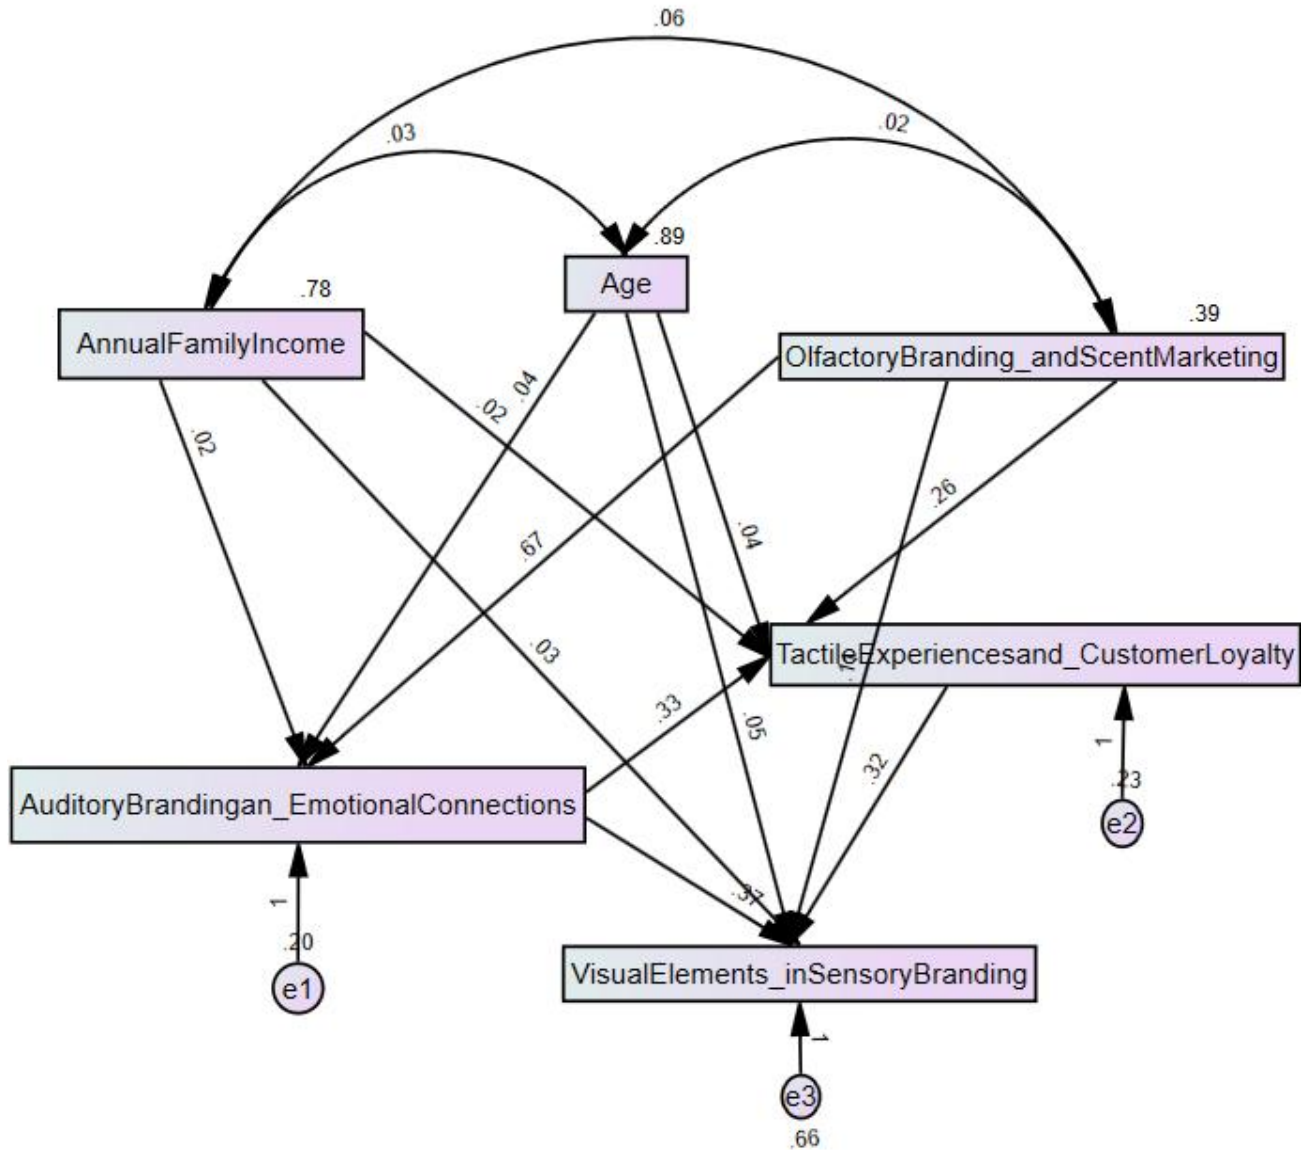 .06
.03
.02
.89
Age
.78
AnnualFamilyIncome
.39
OlfactoryBranding_andScentMarketing
.02
.04
.02
.26
.67
.04
.03
TactileExperiencesand_CustomerLoyalty
.33
.05
.32
1
.23
e2
AuditoryBrandingan_EmotionalConnections
.37
1
.20
e1
VisualElements_inSensoryBranding
1
e3
.66